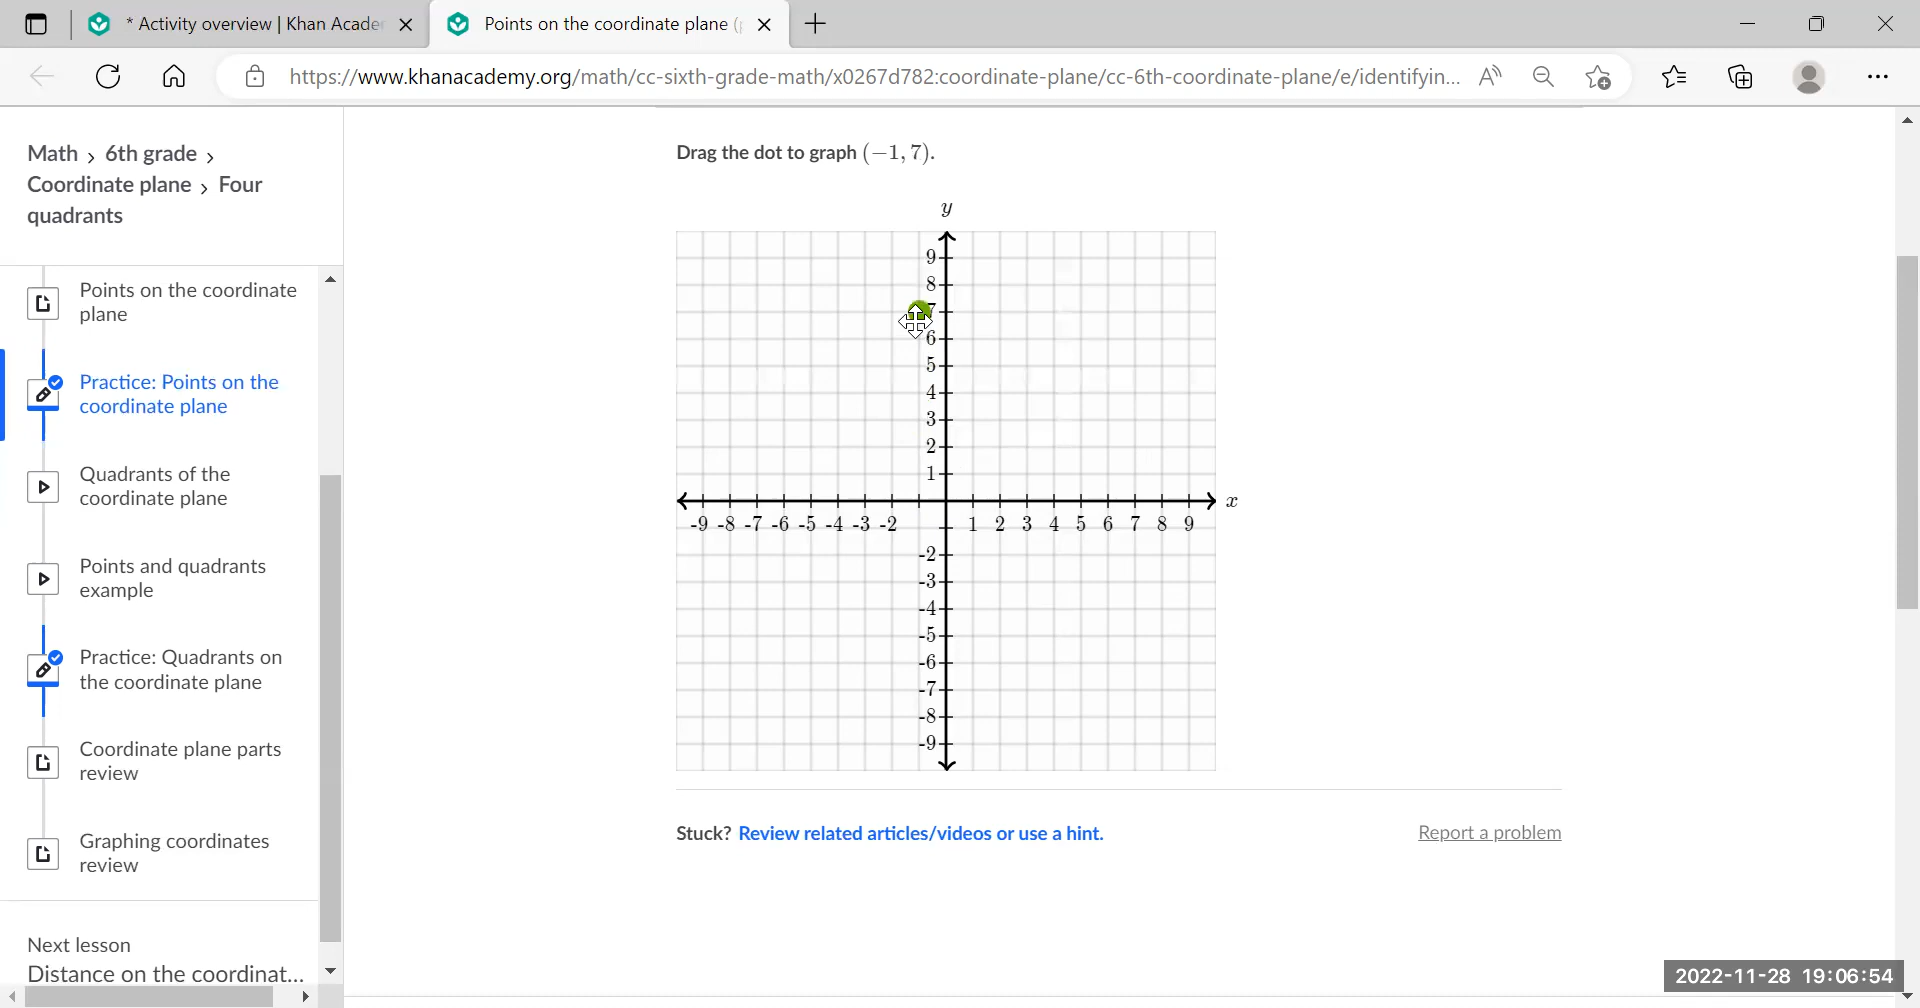 * Activity overview | Khan Acade
Points on the coordinate plane (
https://www.khanacademy.org/math/cc-sixth-grade-math/x0267d782:coordinate-plane/cc-6th-coordinate-plane/e/identifyin...
Math › 6th grade ›
Coordinate plane › Four
quadrants
Points on the coordinate
plane
Practice: Points on the
coordinate plane
Quadrants of the
coordinate plane
Points and quadrants
example
Practice: Quadrants on
the coordinate plane
Coordinate plane parts
review
Graphing coordinates
review
Next lesson
Distance on the coordinat...
Drag the dot to graph (−1, 7).
y
9
8
7
6
5
4
3
2
1
x
-9 -8 -7 -6 -5 -4 -3 -2 1 2 3 4 5 6 7 8 9
-2
-3
-4
-5
-6
-7
-8
-9
Stuck? Review related articles/videos or use a hint.
Report a problem
2022-11-28 19:06:54